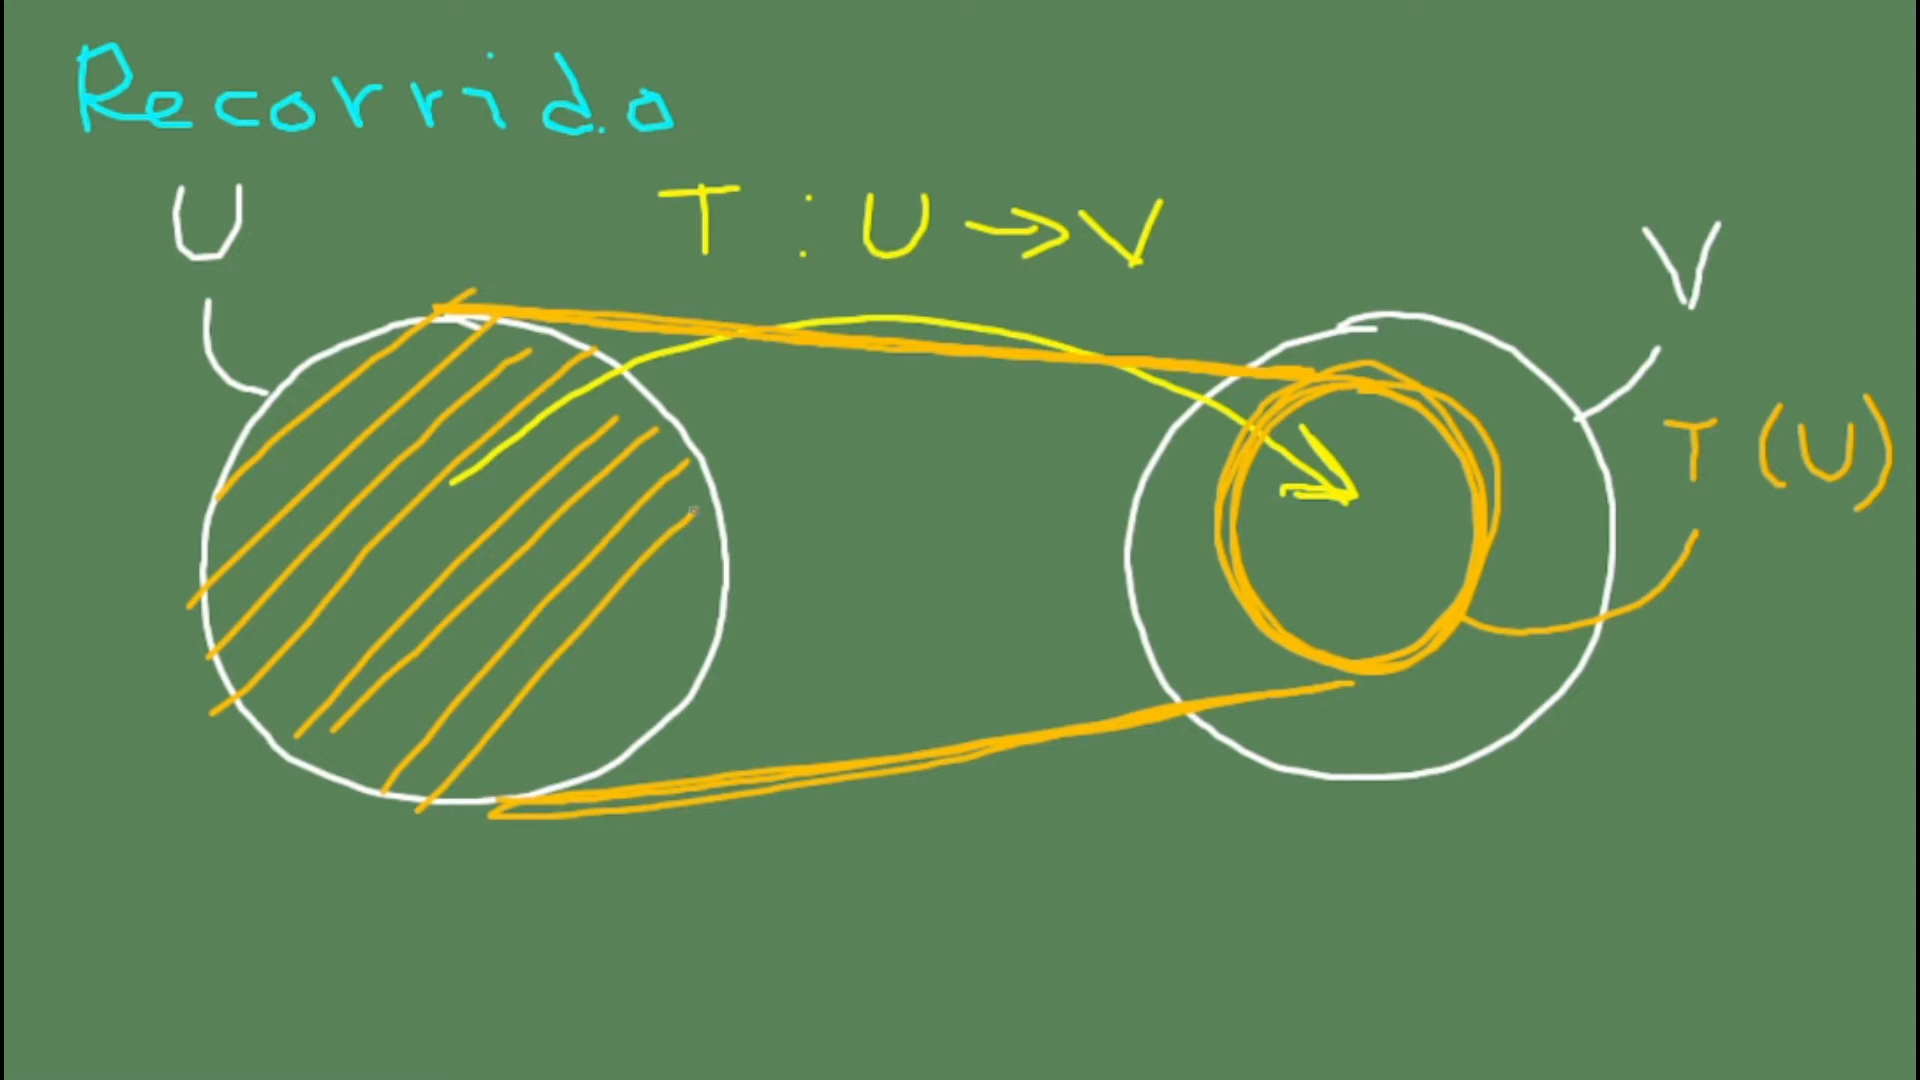 Recorrido
U
T : U → V
V
T (U)